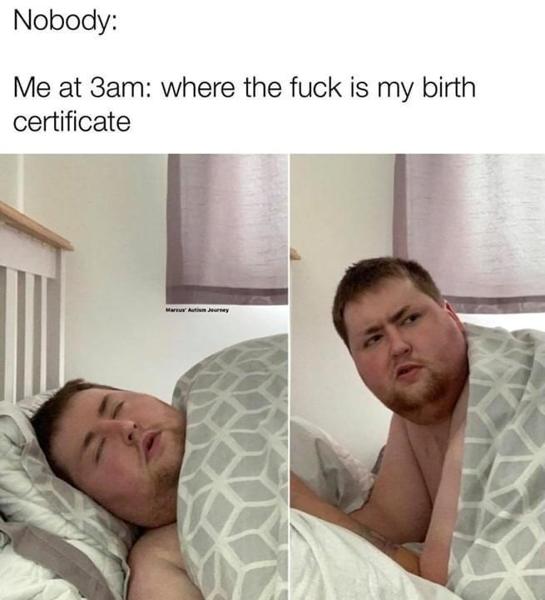 Nobody:
Me at 3am: where the fuck is my birth
certificate
Marcus' Autism Journey